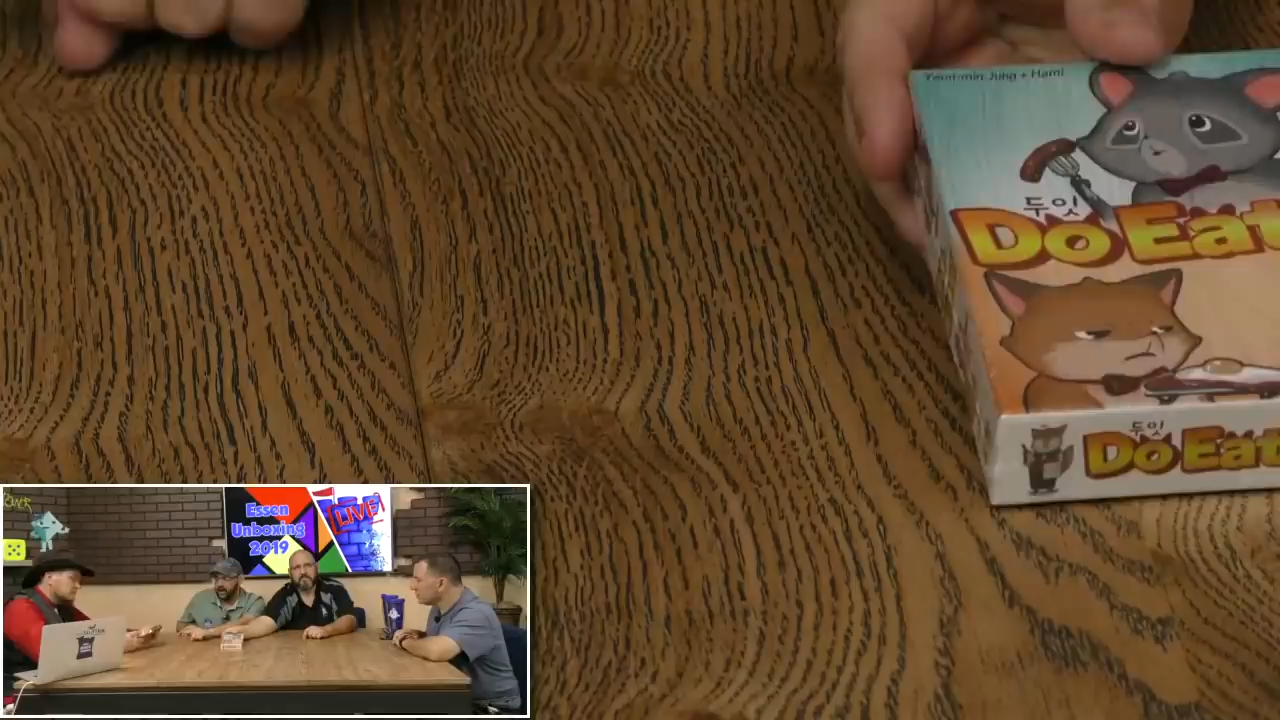 Yeon-min Jung + Hami
두잇
Do Eat
두잇
Do Eat
Essen
Unboxing
2019
LIVE!